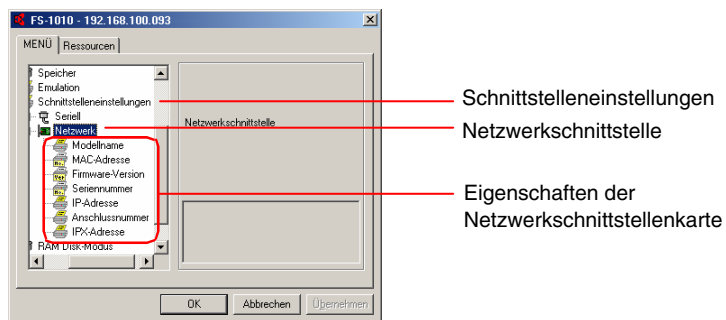 FS-1010 - 192.168.100.093
MENÜ
Ressourcen
Speicher
Emulation
Schnittstelleneinstellungen
Seriell
Netzwerk
Modellname
MAC-Adresse
Firmware-Version
Seriennummer
IP-Adresse
Anschlussnummer
IPX-Adresse
RAM Disk-Modus
Netzwerkschnittstelle
OK
Abbrechen
Übernehmen
Schnittstelleneinstellungen
Netzwerkschnittstelle
Eigenschaften der
Netzwerkschnittstellenkarte